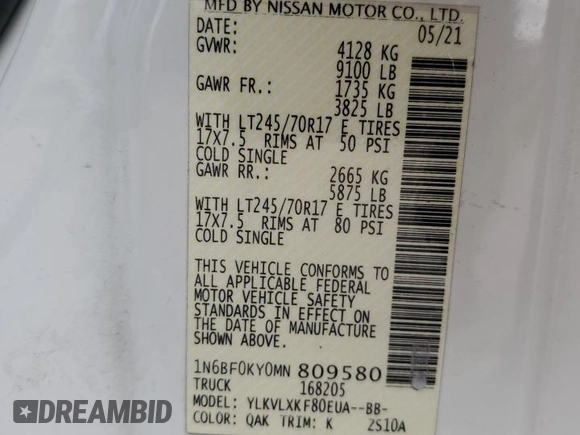 MFD BY NISSAN MOTOR CO., LTD.
DATE: 05/21
GVWR: 4128 KG
9100 LB
GAWR FR.: 1735 KG
3825 LB
WITH LT245/70R17 E TIRES
17X7.5 RIMS AT 50 PSI
COLD SINGLE
GAWR RR.: 2665 KG
5875 LB
WITH LT245/70R17 E TIRES
17X7.5 RIMS AT 80 PSI
COLD SINGLE
THIS VEHICLE CONFORMS TO
ALL APPLICABLE FEDERAL
MOTOR VEHICLE SAFETY
STANDARDS IN EFFECT ON
THE DATE OF MANUFACTURE
SHOWN ABOVE.
1N6BF0KY0MN 809580
TRUCK 168205
MODEL: YLKVLXKF80EUA--BB-
COLOR: QAK TRIM: K 2S10A
BIDCARS HISTORY